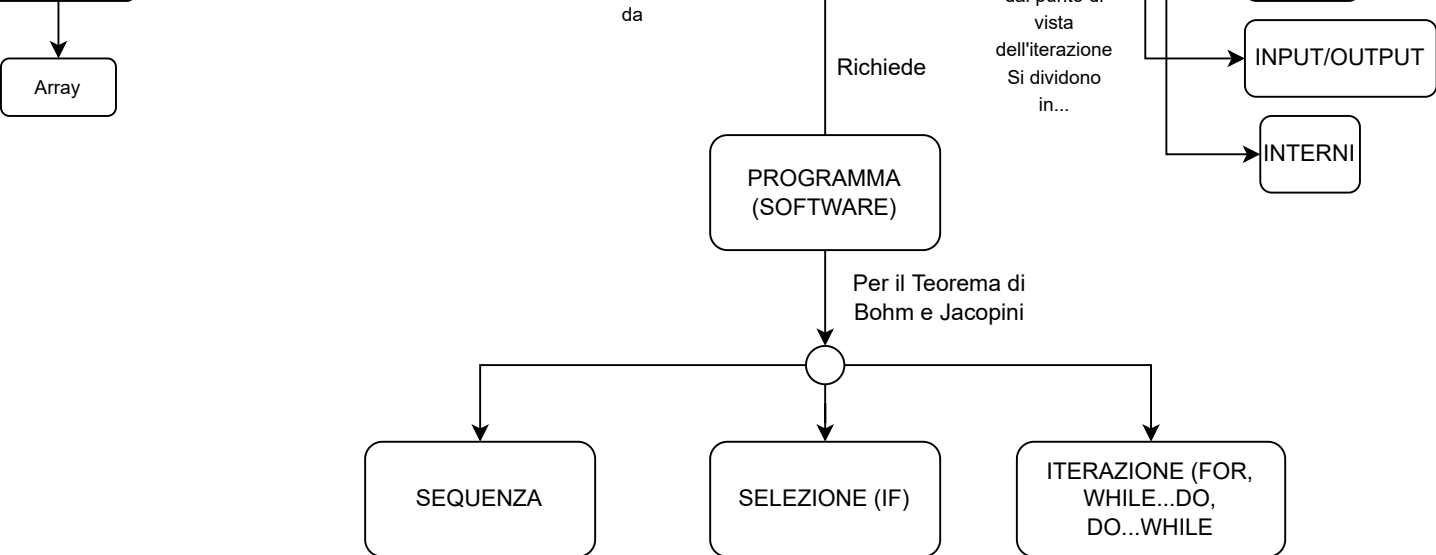 da
vista
dell'iterazione
Si dividono
in...
INPUT/OUTPUT
Richiede
Array
INTERNI
PROGRAMMA
(SOFTWARE)
Per il Teorema di
Bohm e Jacopini
SEQUENZA
SELEZIONE (IF)
ITERAZIONE (FOR,
WHILE...DO,
DO...WHILE